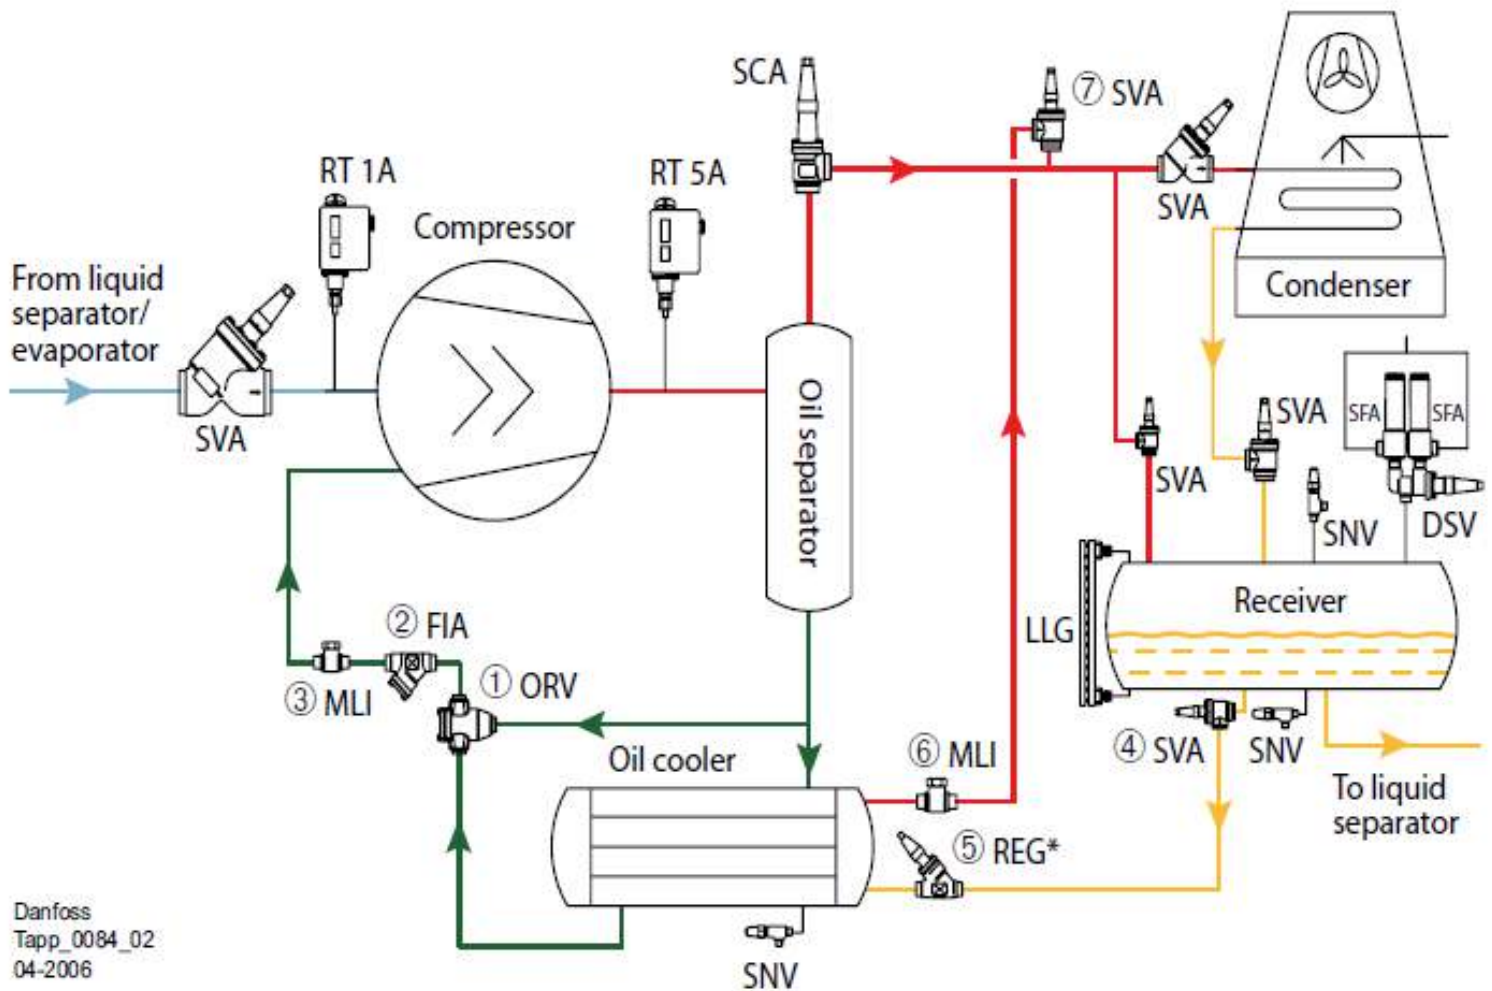 SCA
⑦ SVA
RT 1A
RT 5A
SVA
Compressor
From liquid
separator/
evaporator
Condenser
SVA
Oil separator
SVA
SFA
SFA
SVA
SNV
DSV
② FIA
LLG
Receiver
③ MLI
① ORV
Oil cooler
⑥ MLI
④ SVA
SNV
To liquid
separator
⑤ REG*
Danfoss
Tapp_0084_02
04-2006
SNV